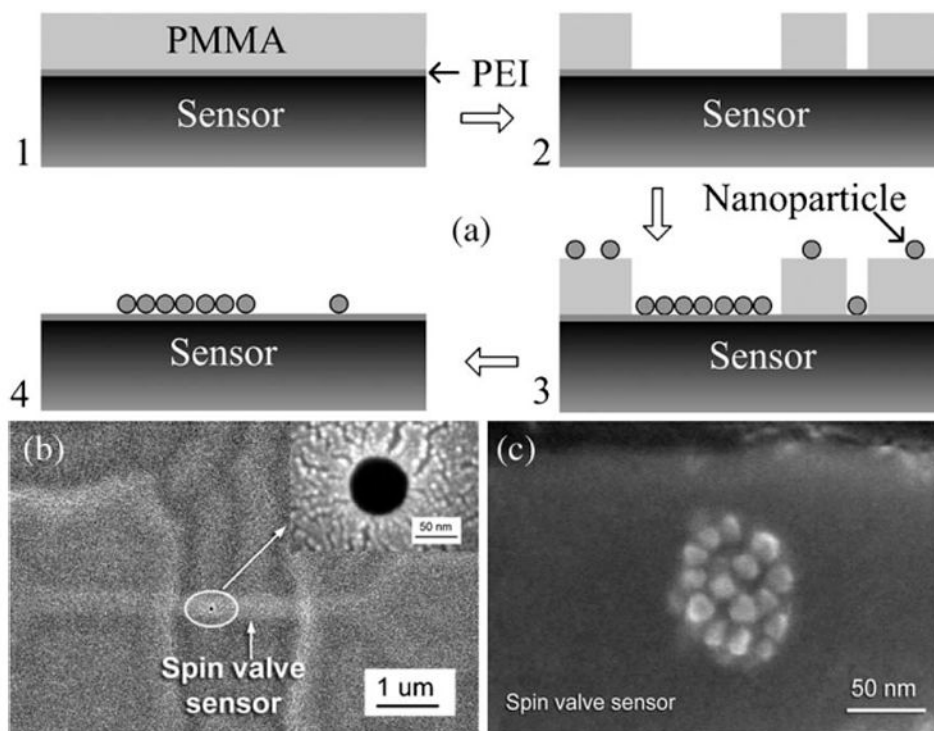 PMMA
PEI
Sensor
1
Sensor
2
(a)
Nanoparticle
Sensor
4
Sensor
3
(b)
50 nm
Spin valve
sensor
1 um
(c)
Spin valve sensor
50 nm